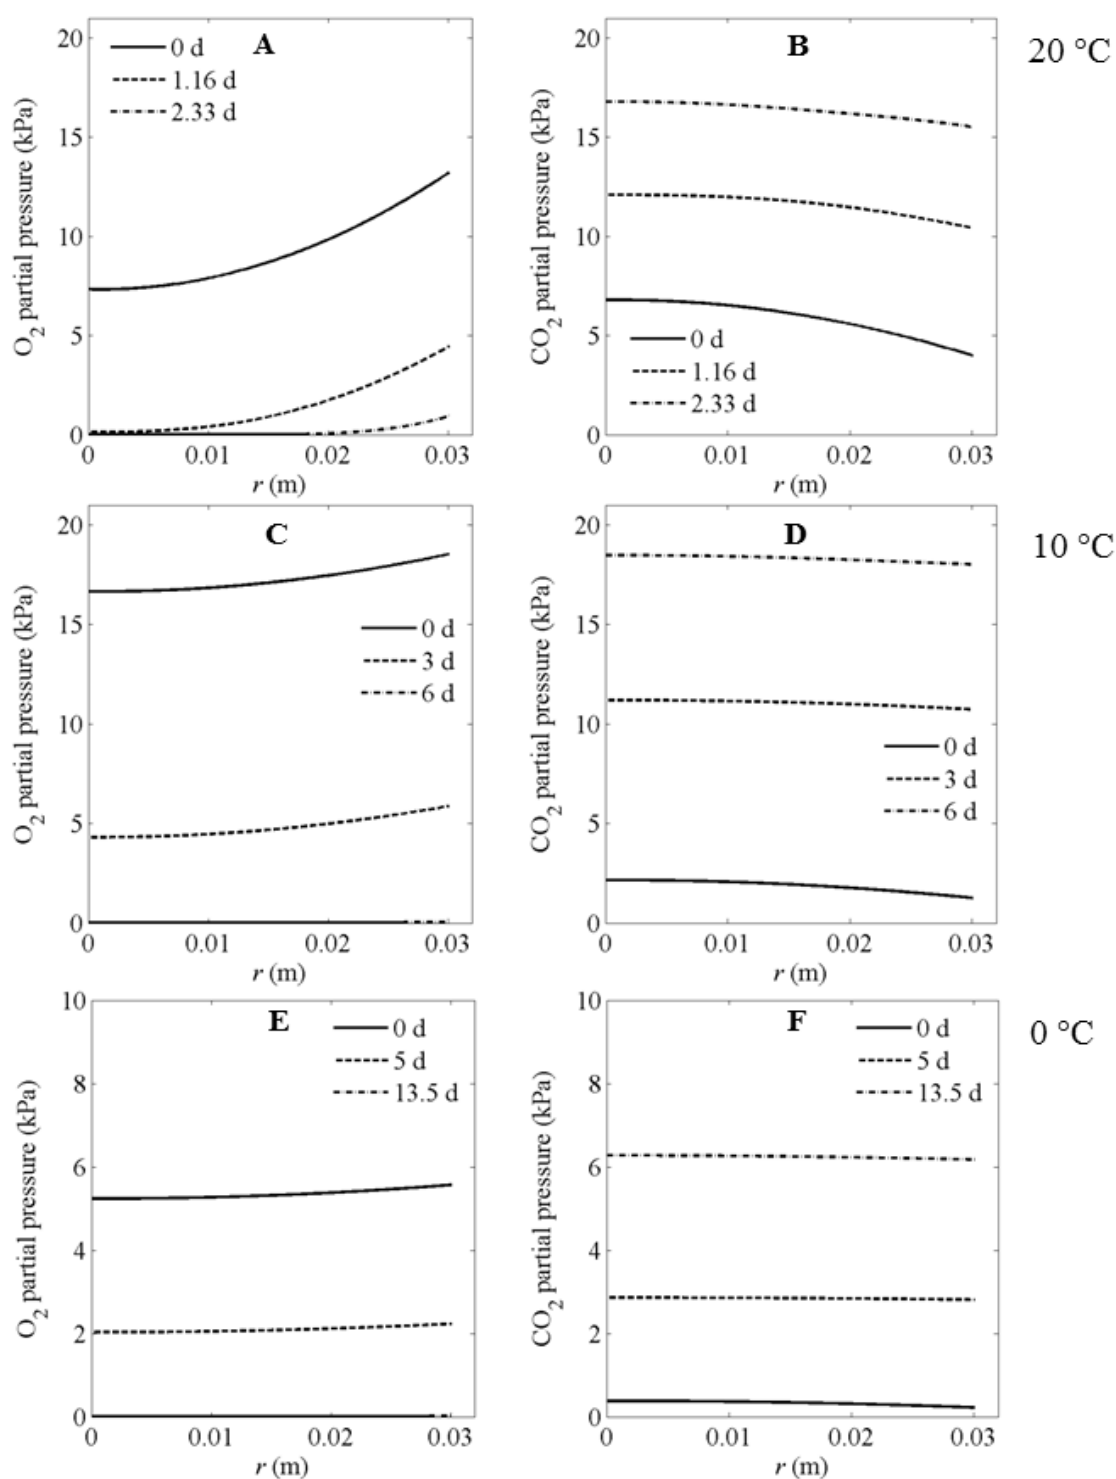 20 °C
A
0 d
1.16 d
2.33 d
O2 partial pressure (kPa)
20
15
10
5
0
0 0.01 0.02 0.03
r (m)
B
0 d
1.16 d
2.33 d
CO2 partial pressure (kPa)
20
15
10
5
0
0 0.01 0.02 0.03
r (m)
10 °C
C
0 d
3 d
6 d
O2 partial pressure (kPa)
20
15
10
5
0
0 0.01 0.02 0.03
r (m)
D
0 d
3 d
6 d
CO2 partial pressure (kPa)
20
15
10
5
0
0 0.01 0.02 0.03
r (m)
0 °C
E
0 d
5 d
13.5 d
O2 partial pressure (kPa)
10
8
6
4
2
0
0 0.01 0.02 0.03
r (m)
F
0 d
5 d
13.5 d
CO2 partial pressure (kPa)
10
8
6
4
2
0
0 0.01 0.02 0.03
r (m)